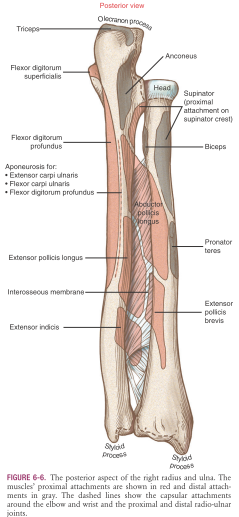 Posterior view
Olecranon process
Triceps
Anconeus
Flexor digitorum
superficialis
Head
Supinator
(proximal
attachment on
supinator crest)
Flexor digitorum
profundus
Biceps
Aponeurosis for:
• Extensor carpi ulnaris
• Flexor carpi ulnaris
• Flexor digitorum profundus
Abductor
pollicis
longus
Pronator
teres
Extensor pollicis longus
Interosseous membrane
Extensor
pollicis
brevis
Extensor indicis
Styloid
process
Styloid
process
FIGURE 6-6. The posterior aspect of the right radius and ulna. The
muscles' proximal attachments are shown in red and distal attach-
ments in gray. The dashed lines show the capsular attachments
around the elbow and wrist and the proximal and distal radio-ulnar
joints.